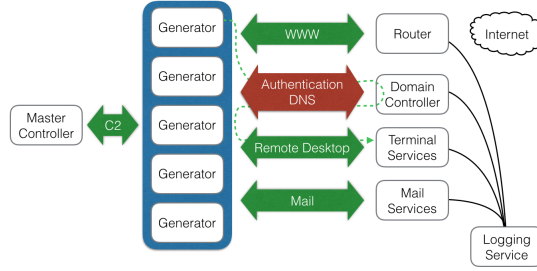 Generator
WWW
Router
Internet
Generator
Authentication
DNS
Domain
Controller
Master
Controller
C2
Generator
Remote Desktop
Terminal
Services
Generator
Mail
Mail
Services
Generator
Logging
Service